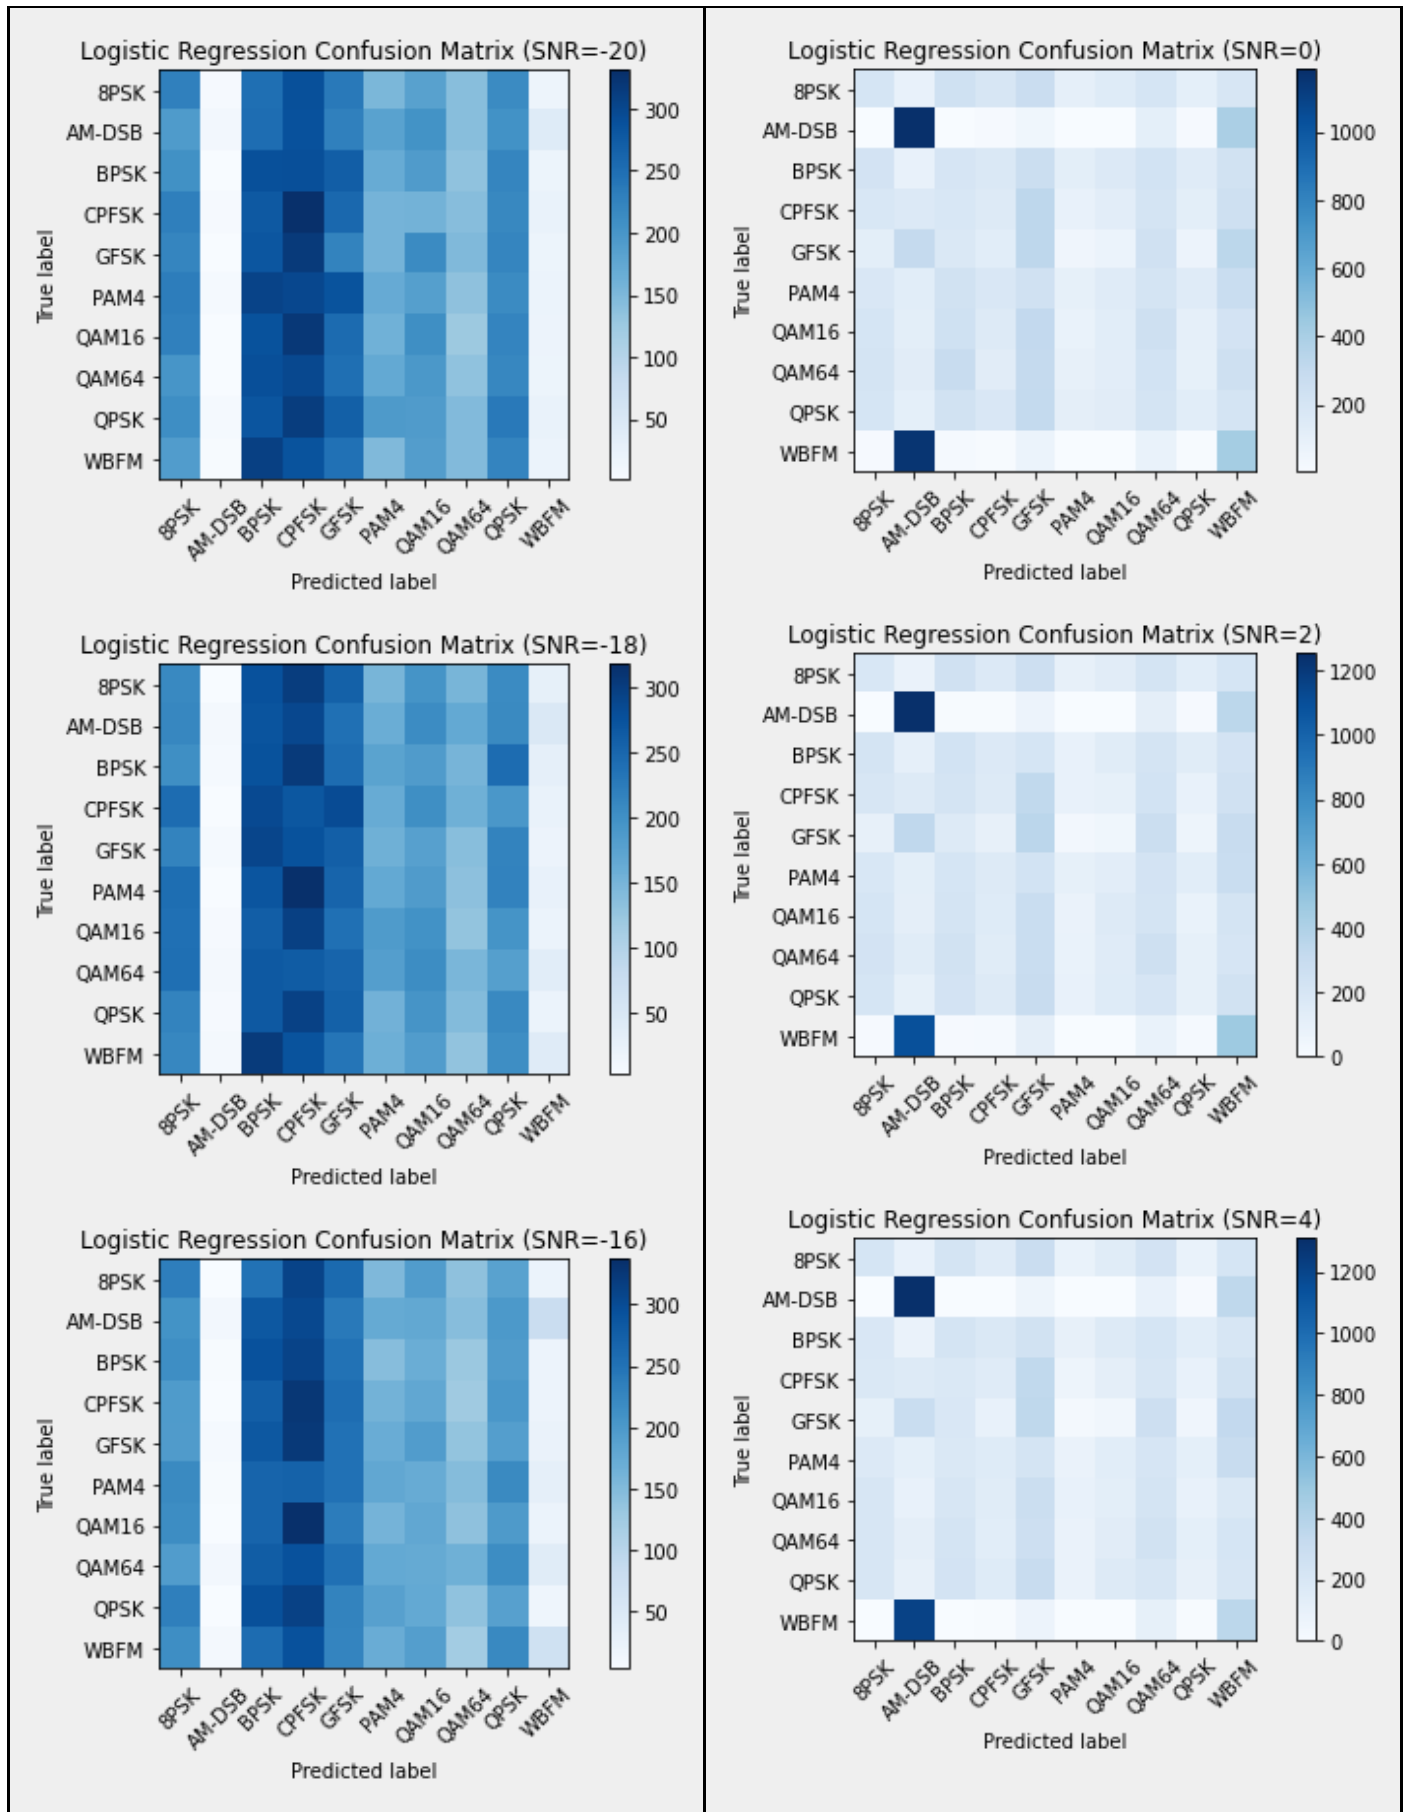 Logistic Regression Confusion Matrix (SNR=-20)
True label
8PSK
AM-DSB
BPSK
CPFSK
GFSK
PAM4
QAM16
QAM64
QPSK
WBFM
8PSK AM-DSB BPSK CPFSK GFSK PAM4 QAM16 QAM64 QPSK WBFM
Predicted label
300
250
200
150
100
50
Logistic Regression Confusion Matrix (SNR=-18)
True label
8PSK
AM-DSB
BPSK
CPFSK
GFSK
PAM4
QAM16
QAM64
QPSK
WBFM
8PSK AM-DSB BPSK CPFSK GFSK PAM4 QAM16 QAM64 QPSK WBFM
Predicted label
300
250
200
150
100
50
Logistic Regression Confusion Matrix (SNR=-16)
True label
8PSK
AM-DSB
BPSK
CPFSK
GFSK
PAM4
QAM16
QAM64
QPSK
WBFM
8PSK AM-DSB BPSK CPFSK GFSK PAM4 QAM16 QAM64 QPSK WBFM
Predicted label
300
250
200
150
100
50
Logistic Regression Confusion Matrix (SNR=0)
True label
8PSK
AM-DSB
BPSK
CPFSK
GFSK
PAM4
QAM16
QAM64
QPSK
WBFM
8PSK AM-DSB BPSK CPFSK GFSK PAM4 QAM16 QAM64 QPSK WBFM
Predicted label
1000
800
600
400
200
Logistic Regression Confusion Matrix (SNR=2)
True label
8PSK
AM-DSB
BPSK
CPFSK
GFSK
PAM4
QAM16
QAM64
QPSK
WBFM
8PSK AM-DSB BPSK CPFSK GFSK PAM4 QAM16 QAM64 QPSK WBFM
Predicted label
1200
1000
800
600
400
200
0
Logistic Regression Confusion Matrix (SNR=4)
True label
8PSK
AM-DSB
BPSK
CPFSK
GFSK
PAM4
QAM16
QAM64
QPSK
WBFM
8PSK AM-DSB BPSK CPFSK GFSK PAM4 QAM16 QAM64 QPSK WBFM
Predicted label
1200
1000
800
600
400
200
0